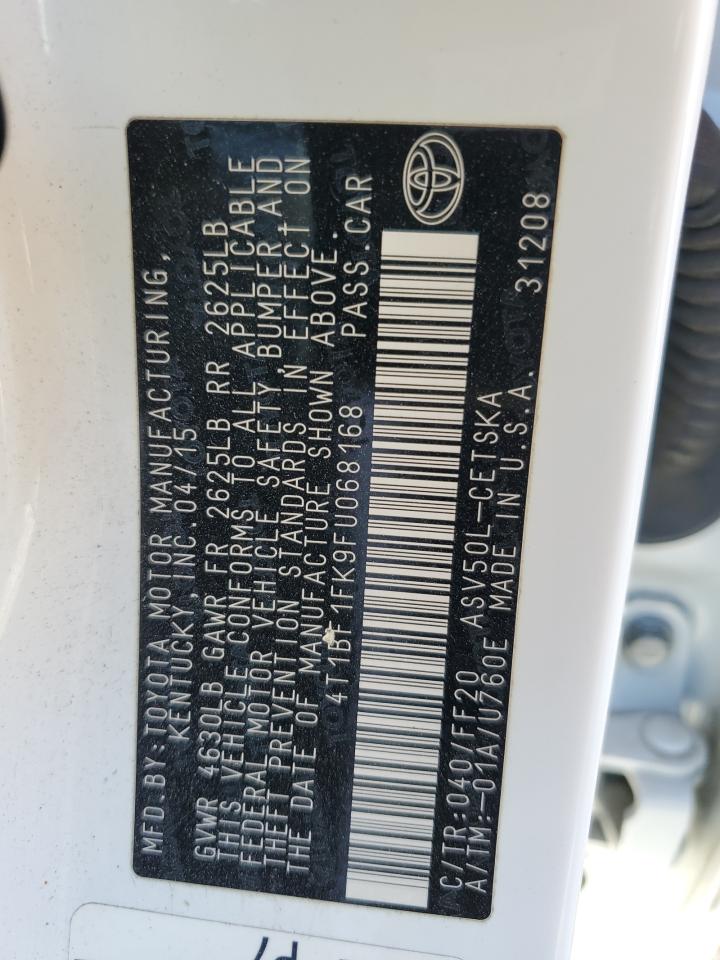 MFD.BY:TOYOTA MOTOR MANUFACTURING,
KENTUCKY,INC.04/15
GVWR 4630LB GAWR FR 2625LB RR 2625LB
THIS VEHICLE CONFORMS TO ALL APPLICABLE
FEDERAL MOTOR VEHICLE SAFETY,BUMPER,AND
THEFT PREVENTION STANDARDS IN EFFECT ON
THE DATE OF MANUFACTURE SHOWN ABOVE.
4T1BF1FK9FU068168 PASS.CAR
C/TR:040/FF20 ASV50L-CETSKA
A/TM:-01A/U760E MADE IN U.S.A. 31208